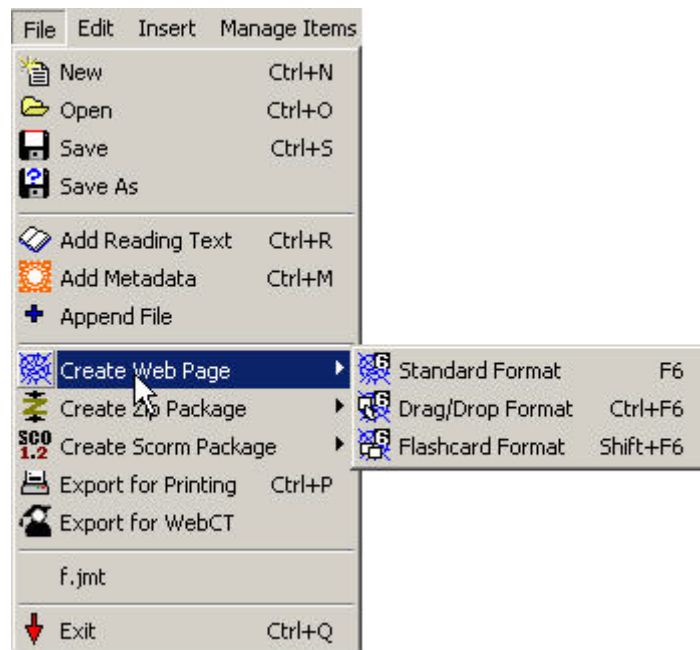 File Edit Insert Manage Items
New Ctrl+N
Open Ctrl+O
Save Ctrl+S
Save As
Add Reading Text Ctrl+R
Add Metadata Ctrl+M
Append File
Create Web Page
Standard Format F6
Create Zip Package
Drag/Drop Format Ctrl+F6
SCO 1.2 Create Scorm Package
Flashcard Format Shift+F6
Export for Printing Ctrl+P
Export for WebCT
f.jmt
Exit Ctrl+Q